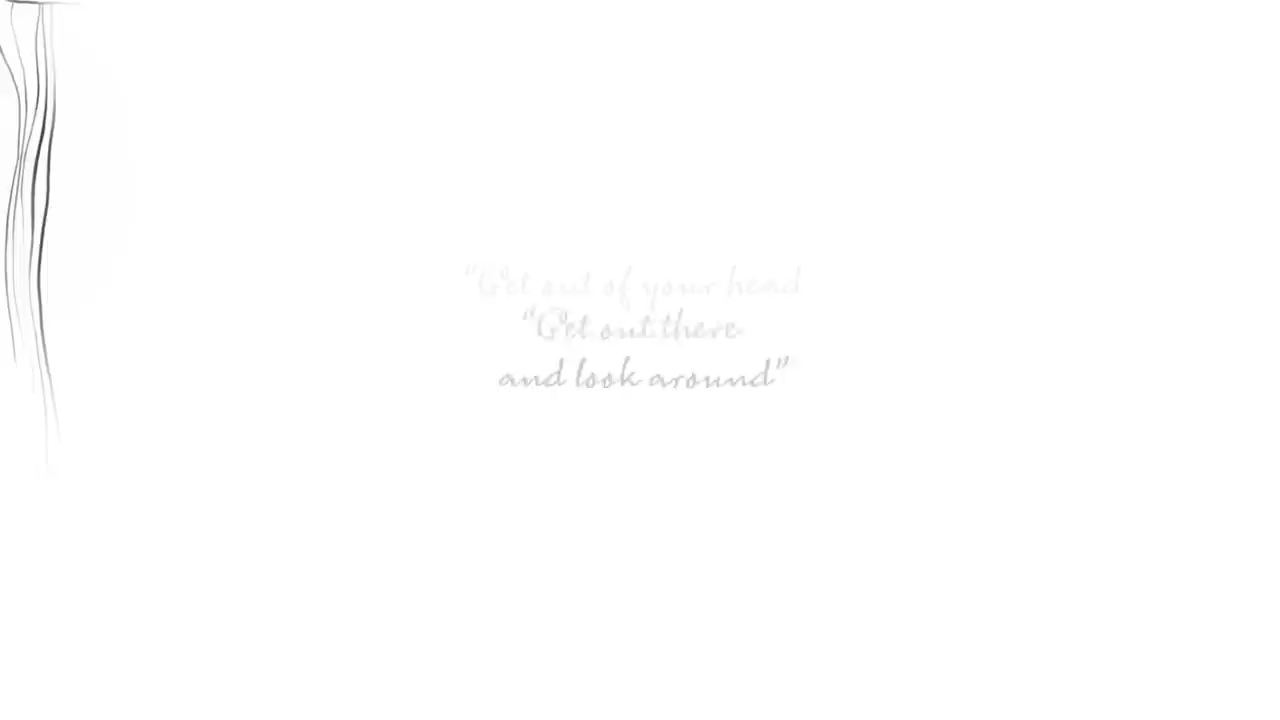 “Get out of your head
“Get out there
and look around”